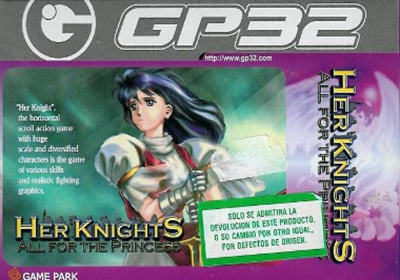 GP32
http://www.gp32.com
"Her Knight",
the horizontal
scroll action game
with huge
scale and diversified
characters is the game
of various skills
and realistic fighting
graphics.
HER KNIGHTS
ALL FOR THE PRINCESS
GAME PARK
SOLO SE ADMITIRA LA
DEVOLUCION DE ESTE PRODUCTO,
O SU CAMBIO POR OTRO IGUAL,
POR DEFECTOS DE ORIGEN.
HER KNIGHTS
ALL FOR THE